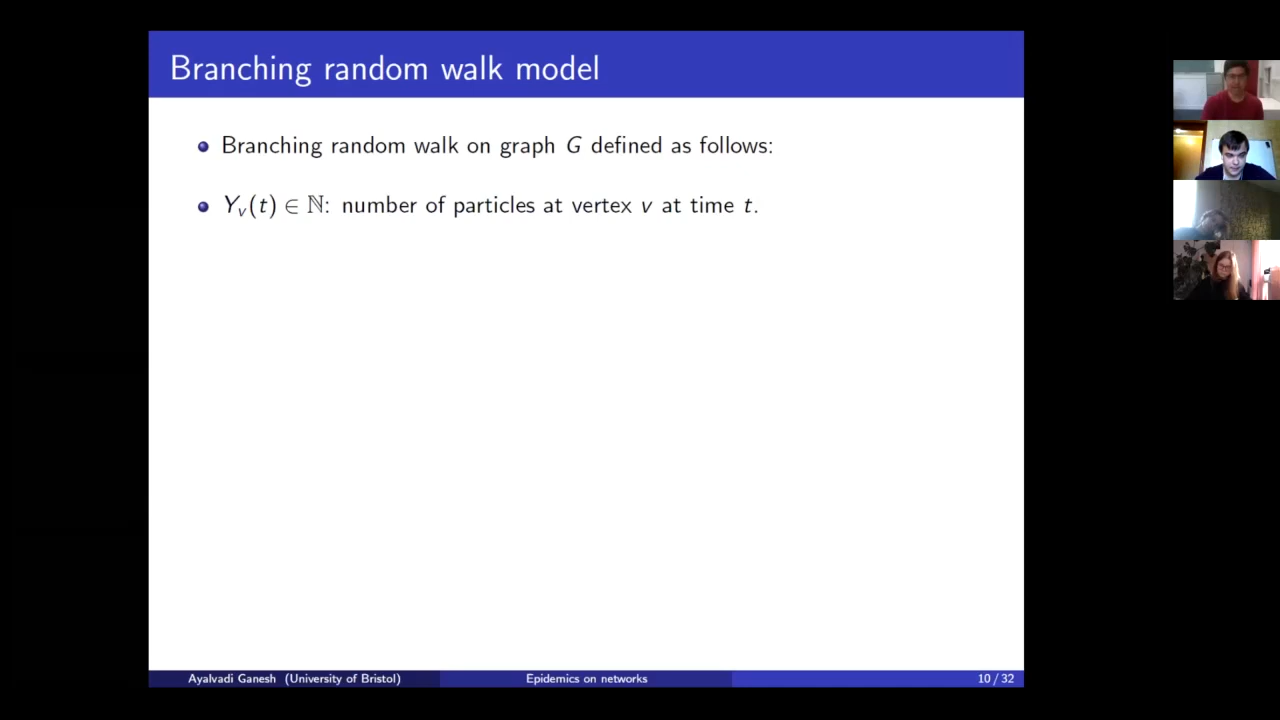 Branching random walk model
Branching random walk on graph G defined as follows:
Yᵥ(t) ∈ ℕ: number of particles at vertex v at time t.
Ayalvadi Ganesh (University of Bristol) Epidemics on networks 10 / 32